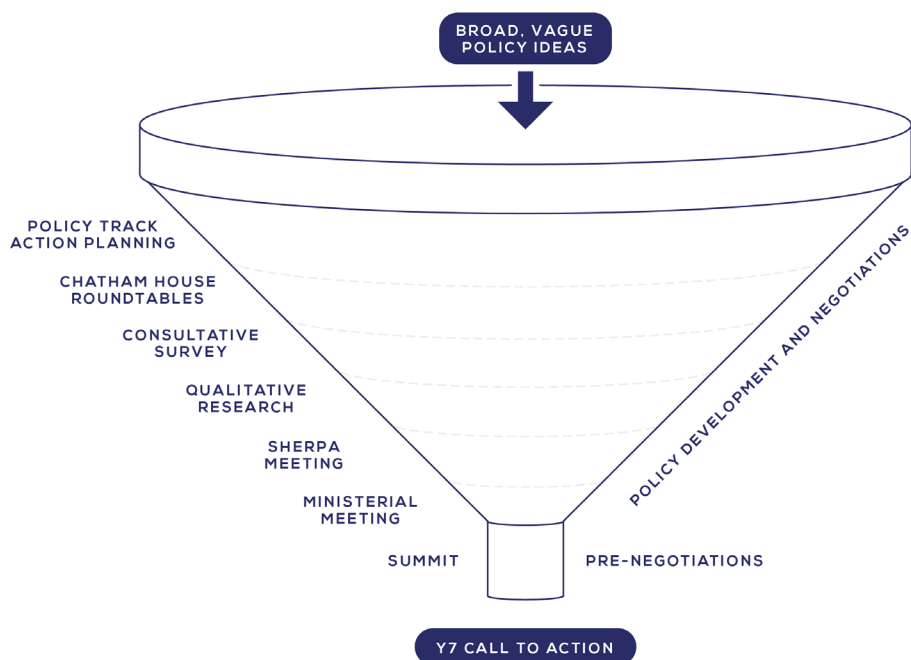 BROAD, VAGUE
POLICY IDEAS
POLICY TRACK
ACTION PLANNING
CHATHAM HOUSE
ROUNDTABLES
CONSULTATIVE
SURVEY
QUALITATIVE
RESEARCH
SHERPA
MEETING
MINISTERIAL
MEETING
SUMMIT
POLICY DEVELOPMENT AND NEGOTIATIONS
PRE-NEGOTIATIONS
Y7 CALL TO ACTION